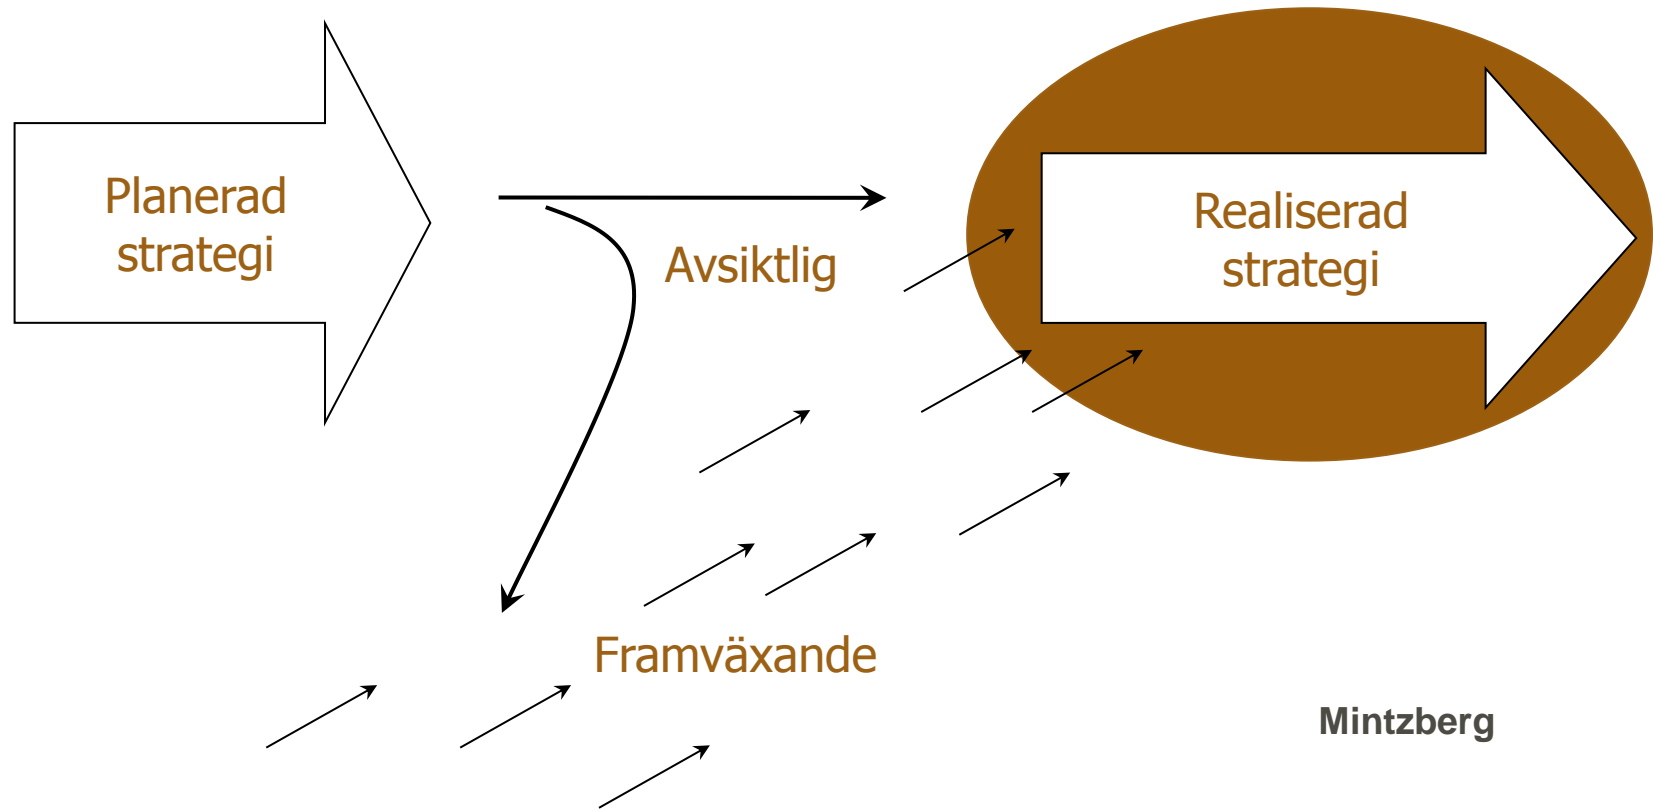 Planerad
strategi
Avsiktlig
Realiserad
strategi
Framväxande
Mintzberg